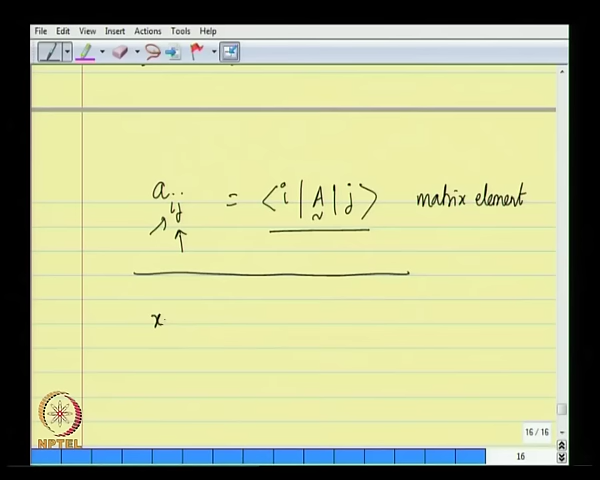 File Edit View Insert Actions Tools Help
a_ij = <i|A|j> matrix element
x
16 / 16
NPTEL
16